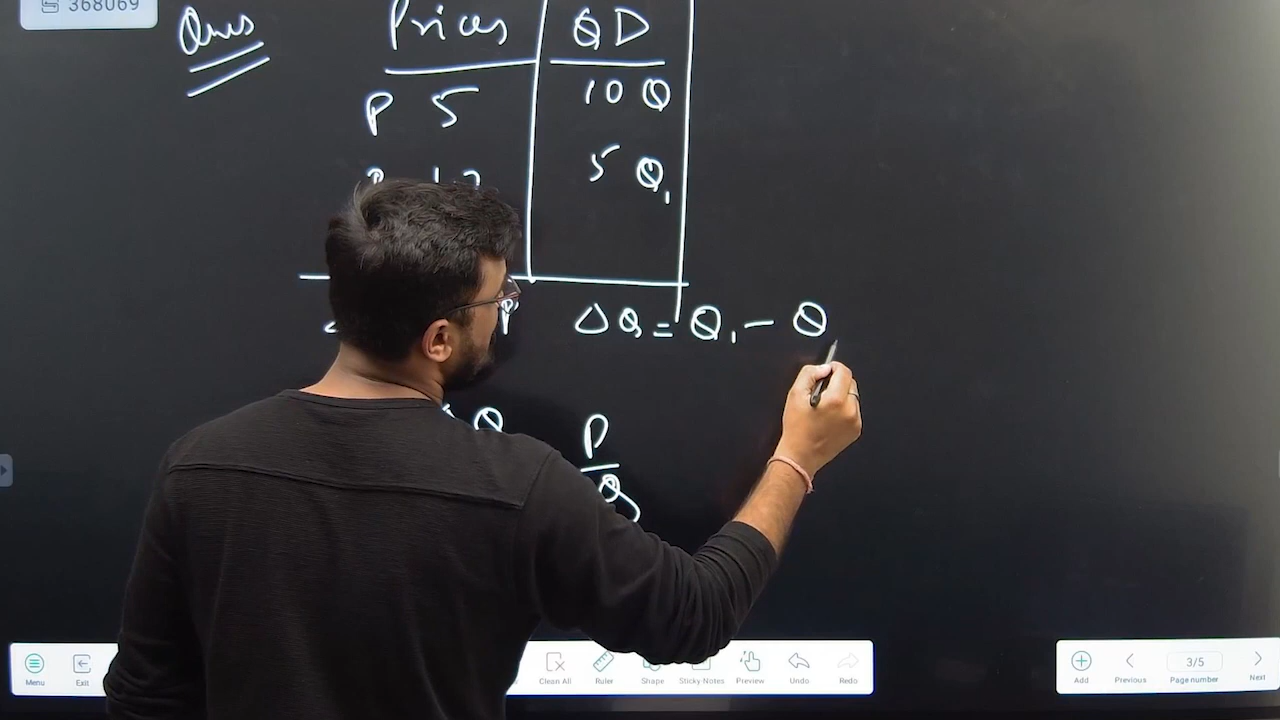 368069
Ques Prices QD
P 5 10 Q
5 Q1
ΔQ = Q1 - Q
Q P
Q
Menu Exit Clean All Ruler Shape Sticky Notes Preview Undo Redo Add Previous 3/5 Page number Next